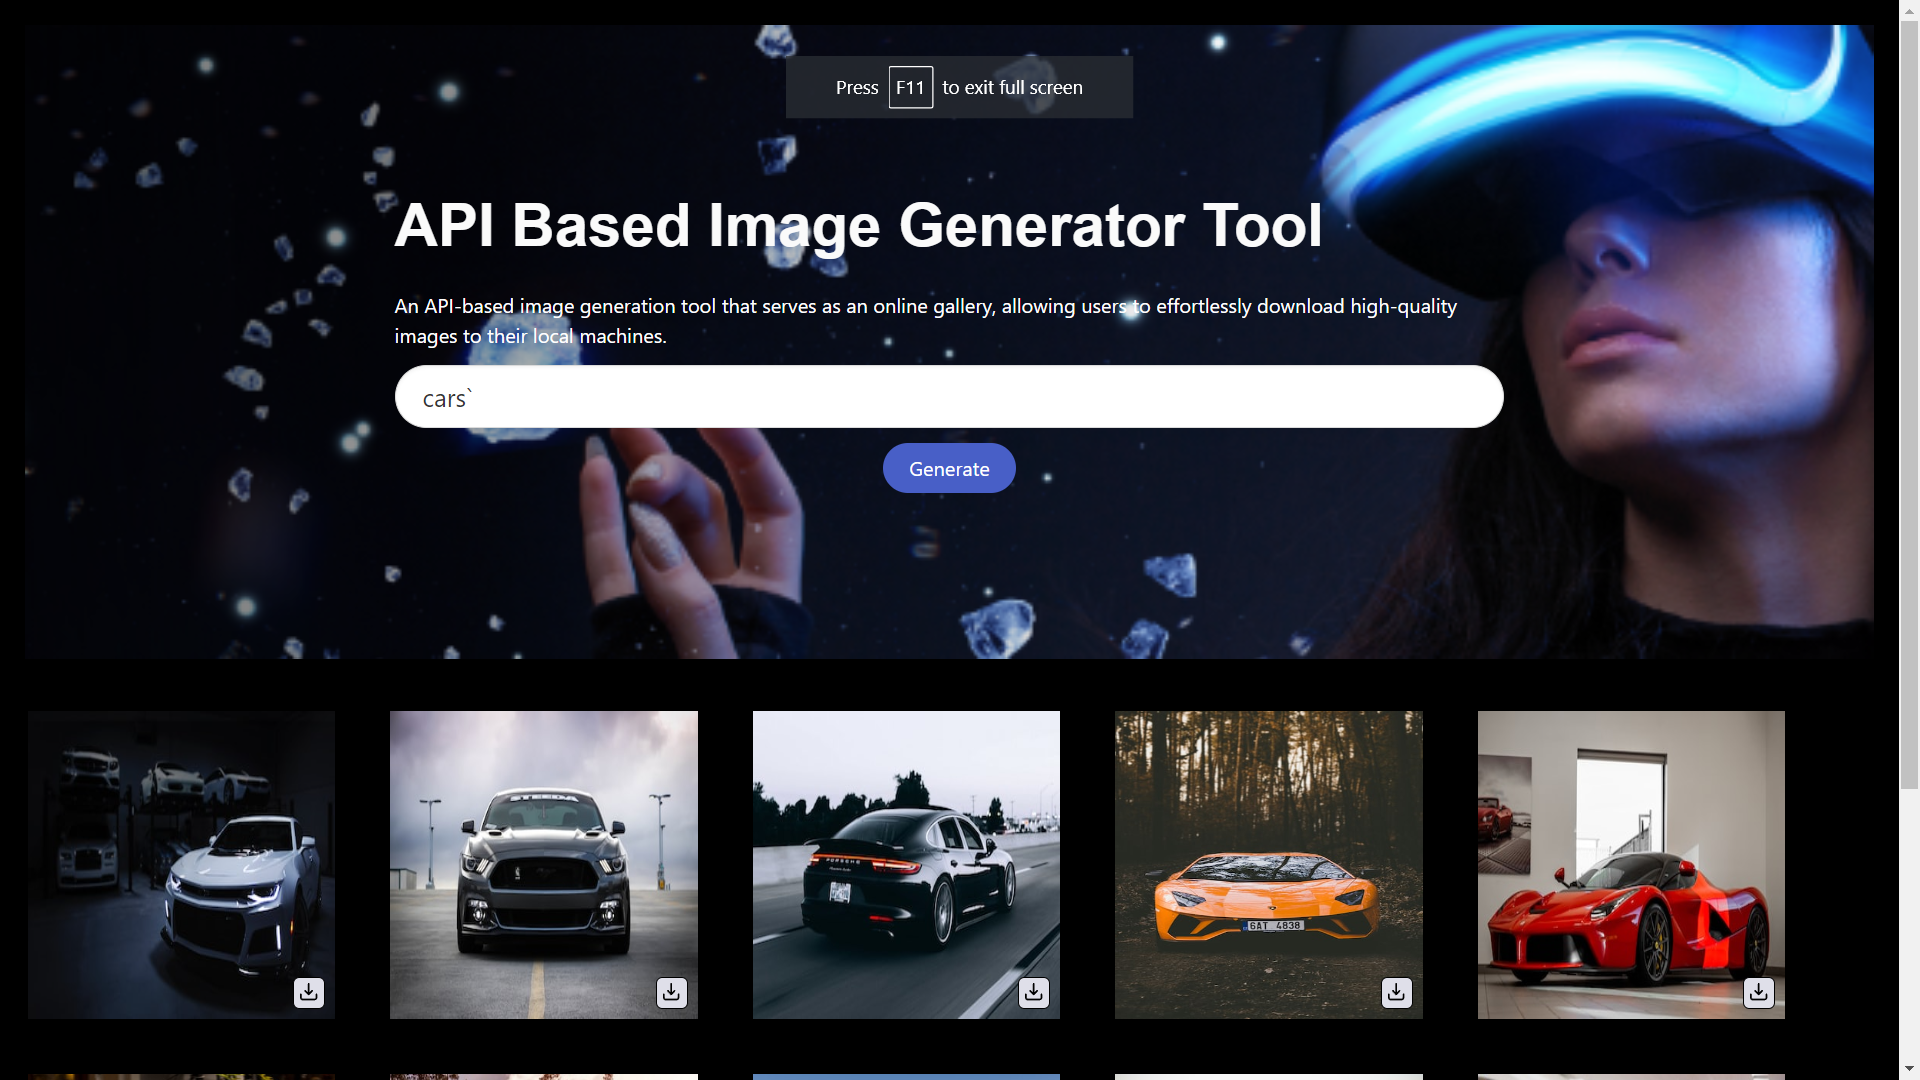 Press F11 to exit full screen
API Based Image Generator Tool
An API-based image generation tool that serves as an online gallery, allowing users to effortlessly download high-quality
images to their local machines.
cars`
Generate
STEEDA
PORSCHE
6AT 4838